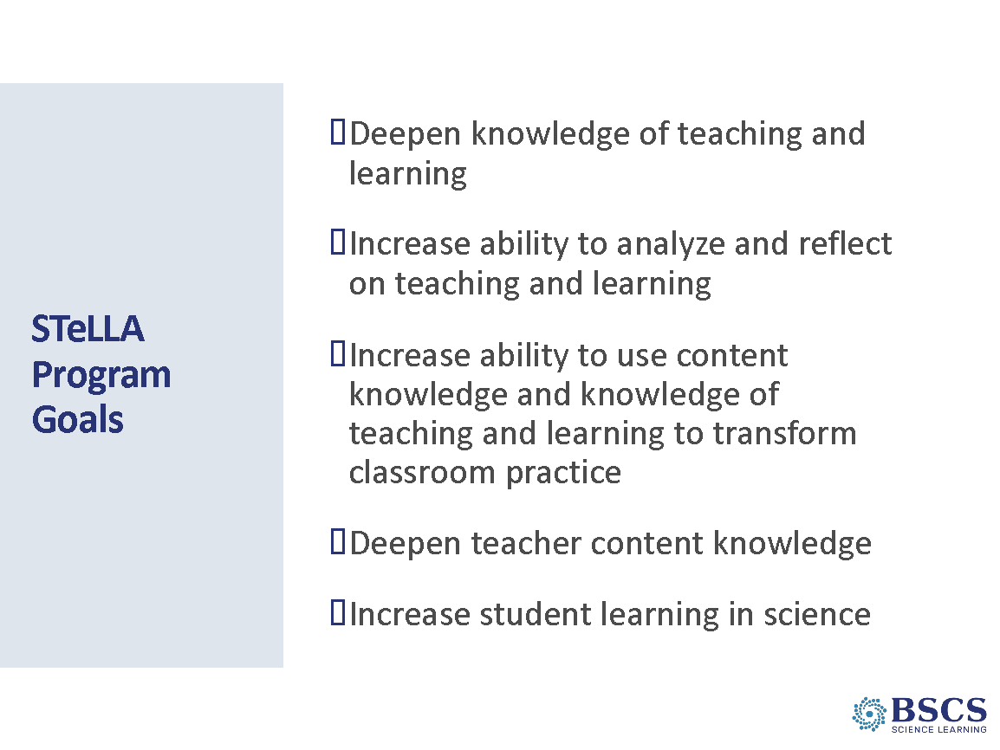 STeLLA
Program
Goals
Deepen knowledge of teaching and
learning
Increase ability to analyze and reflect
on teaching and learning
Increase ability to use content
knowledge and knowledge of
teaching and learning to transform
classroom practice
Deepen teacher content knowledge
Increase student learning in science
BSCS
SCIENCE LEARNING